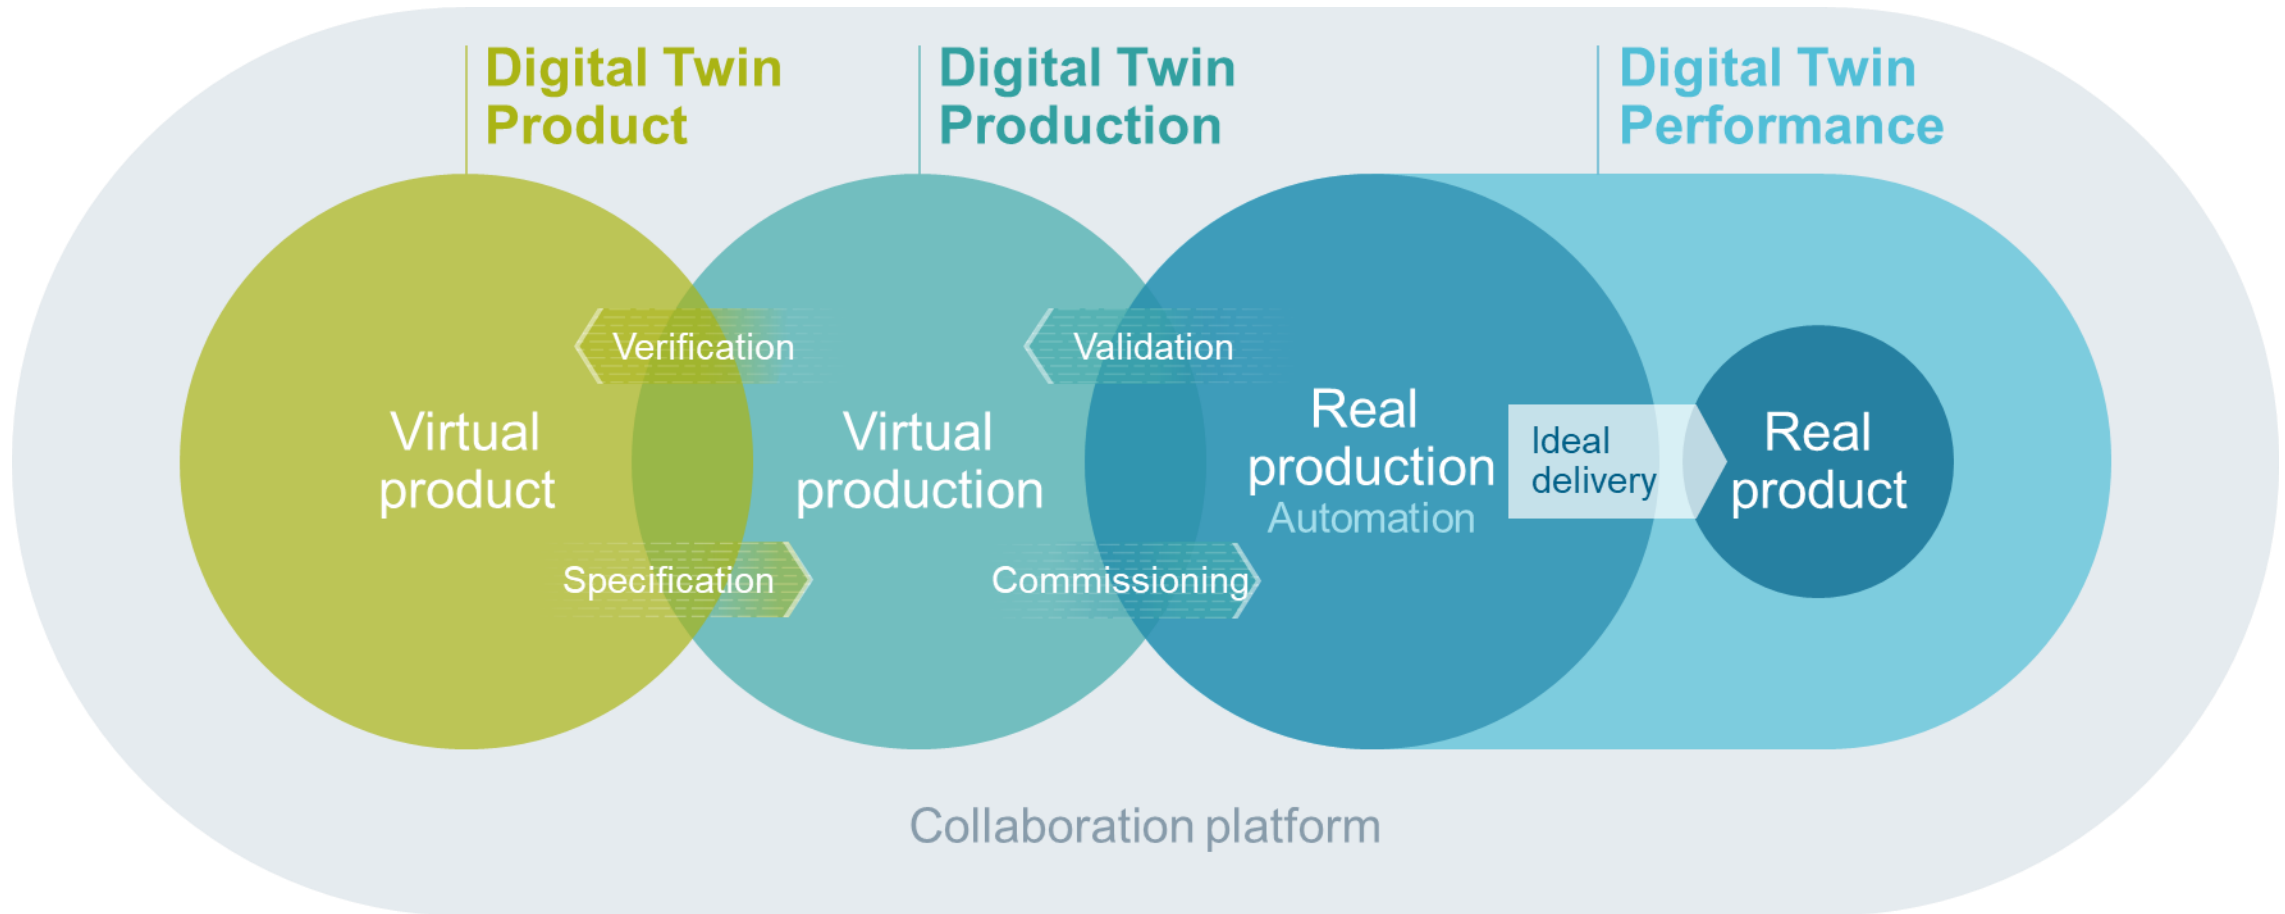 Digital Twin
Product
Digital Twin
Production
Digital Twin
Performance
Verification
Validation
Virtual
product
Virtual
production
Real
production
Automation
Ideal
delivery
Real
product
Specification
Commissioning
Collaboration platform